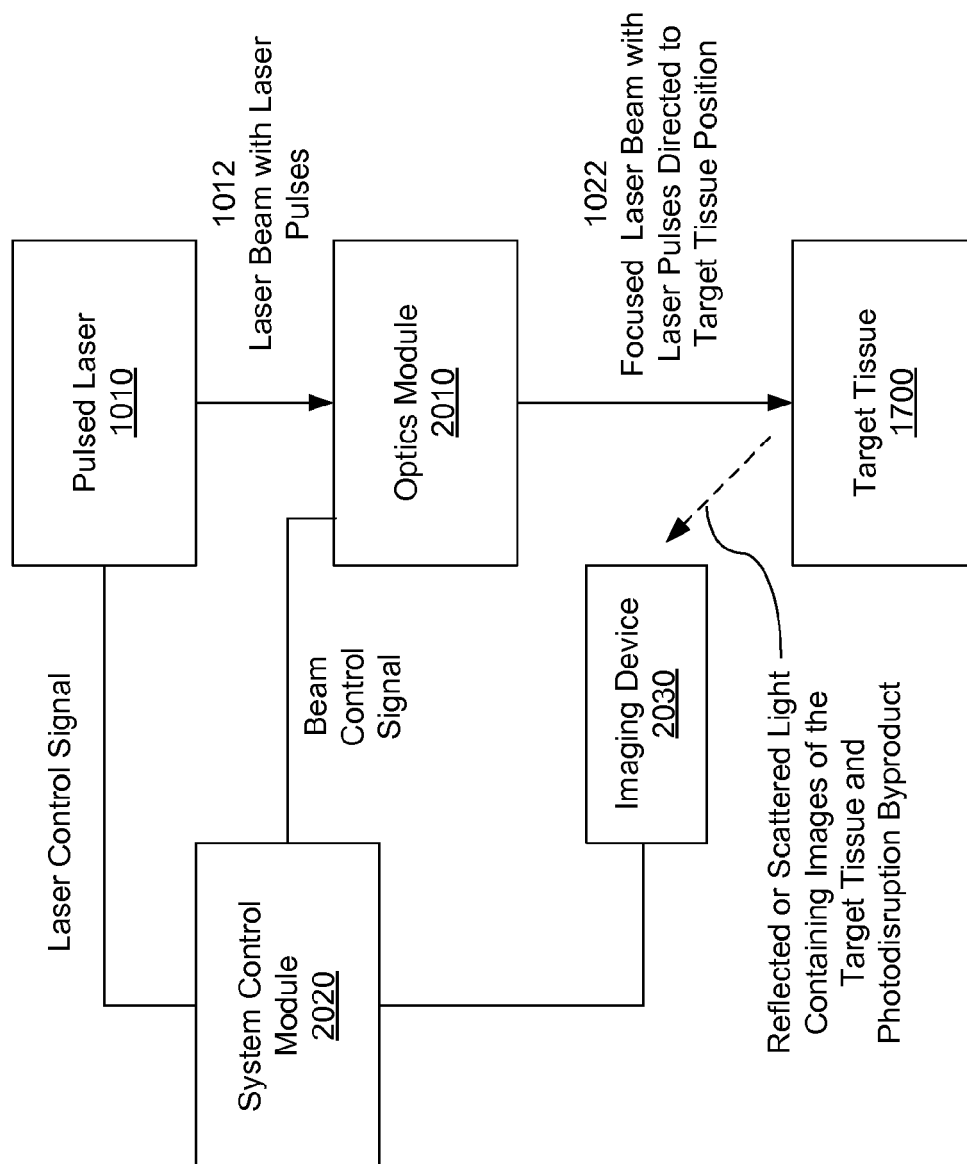 Pulsed Laser
1010
1012
Laser Beam with Laser
Pulses
Optics Module
2010
1022
Focused Laser Beam with
Laser Pulses Directed to
Target Tissue Position
Target Tissue
1700
Laser Control Signal
Beam
Control
Signal
System Control
Module
2020
Imaging Device
2030
Reflected or Scattered Light
Containing Images of the
Target Tissue and
Photodisruption Byproduct